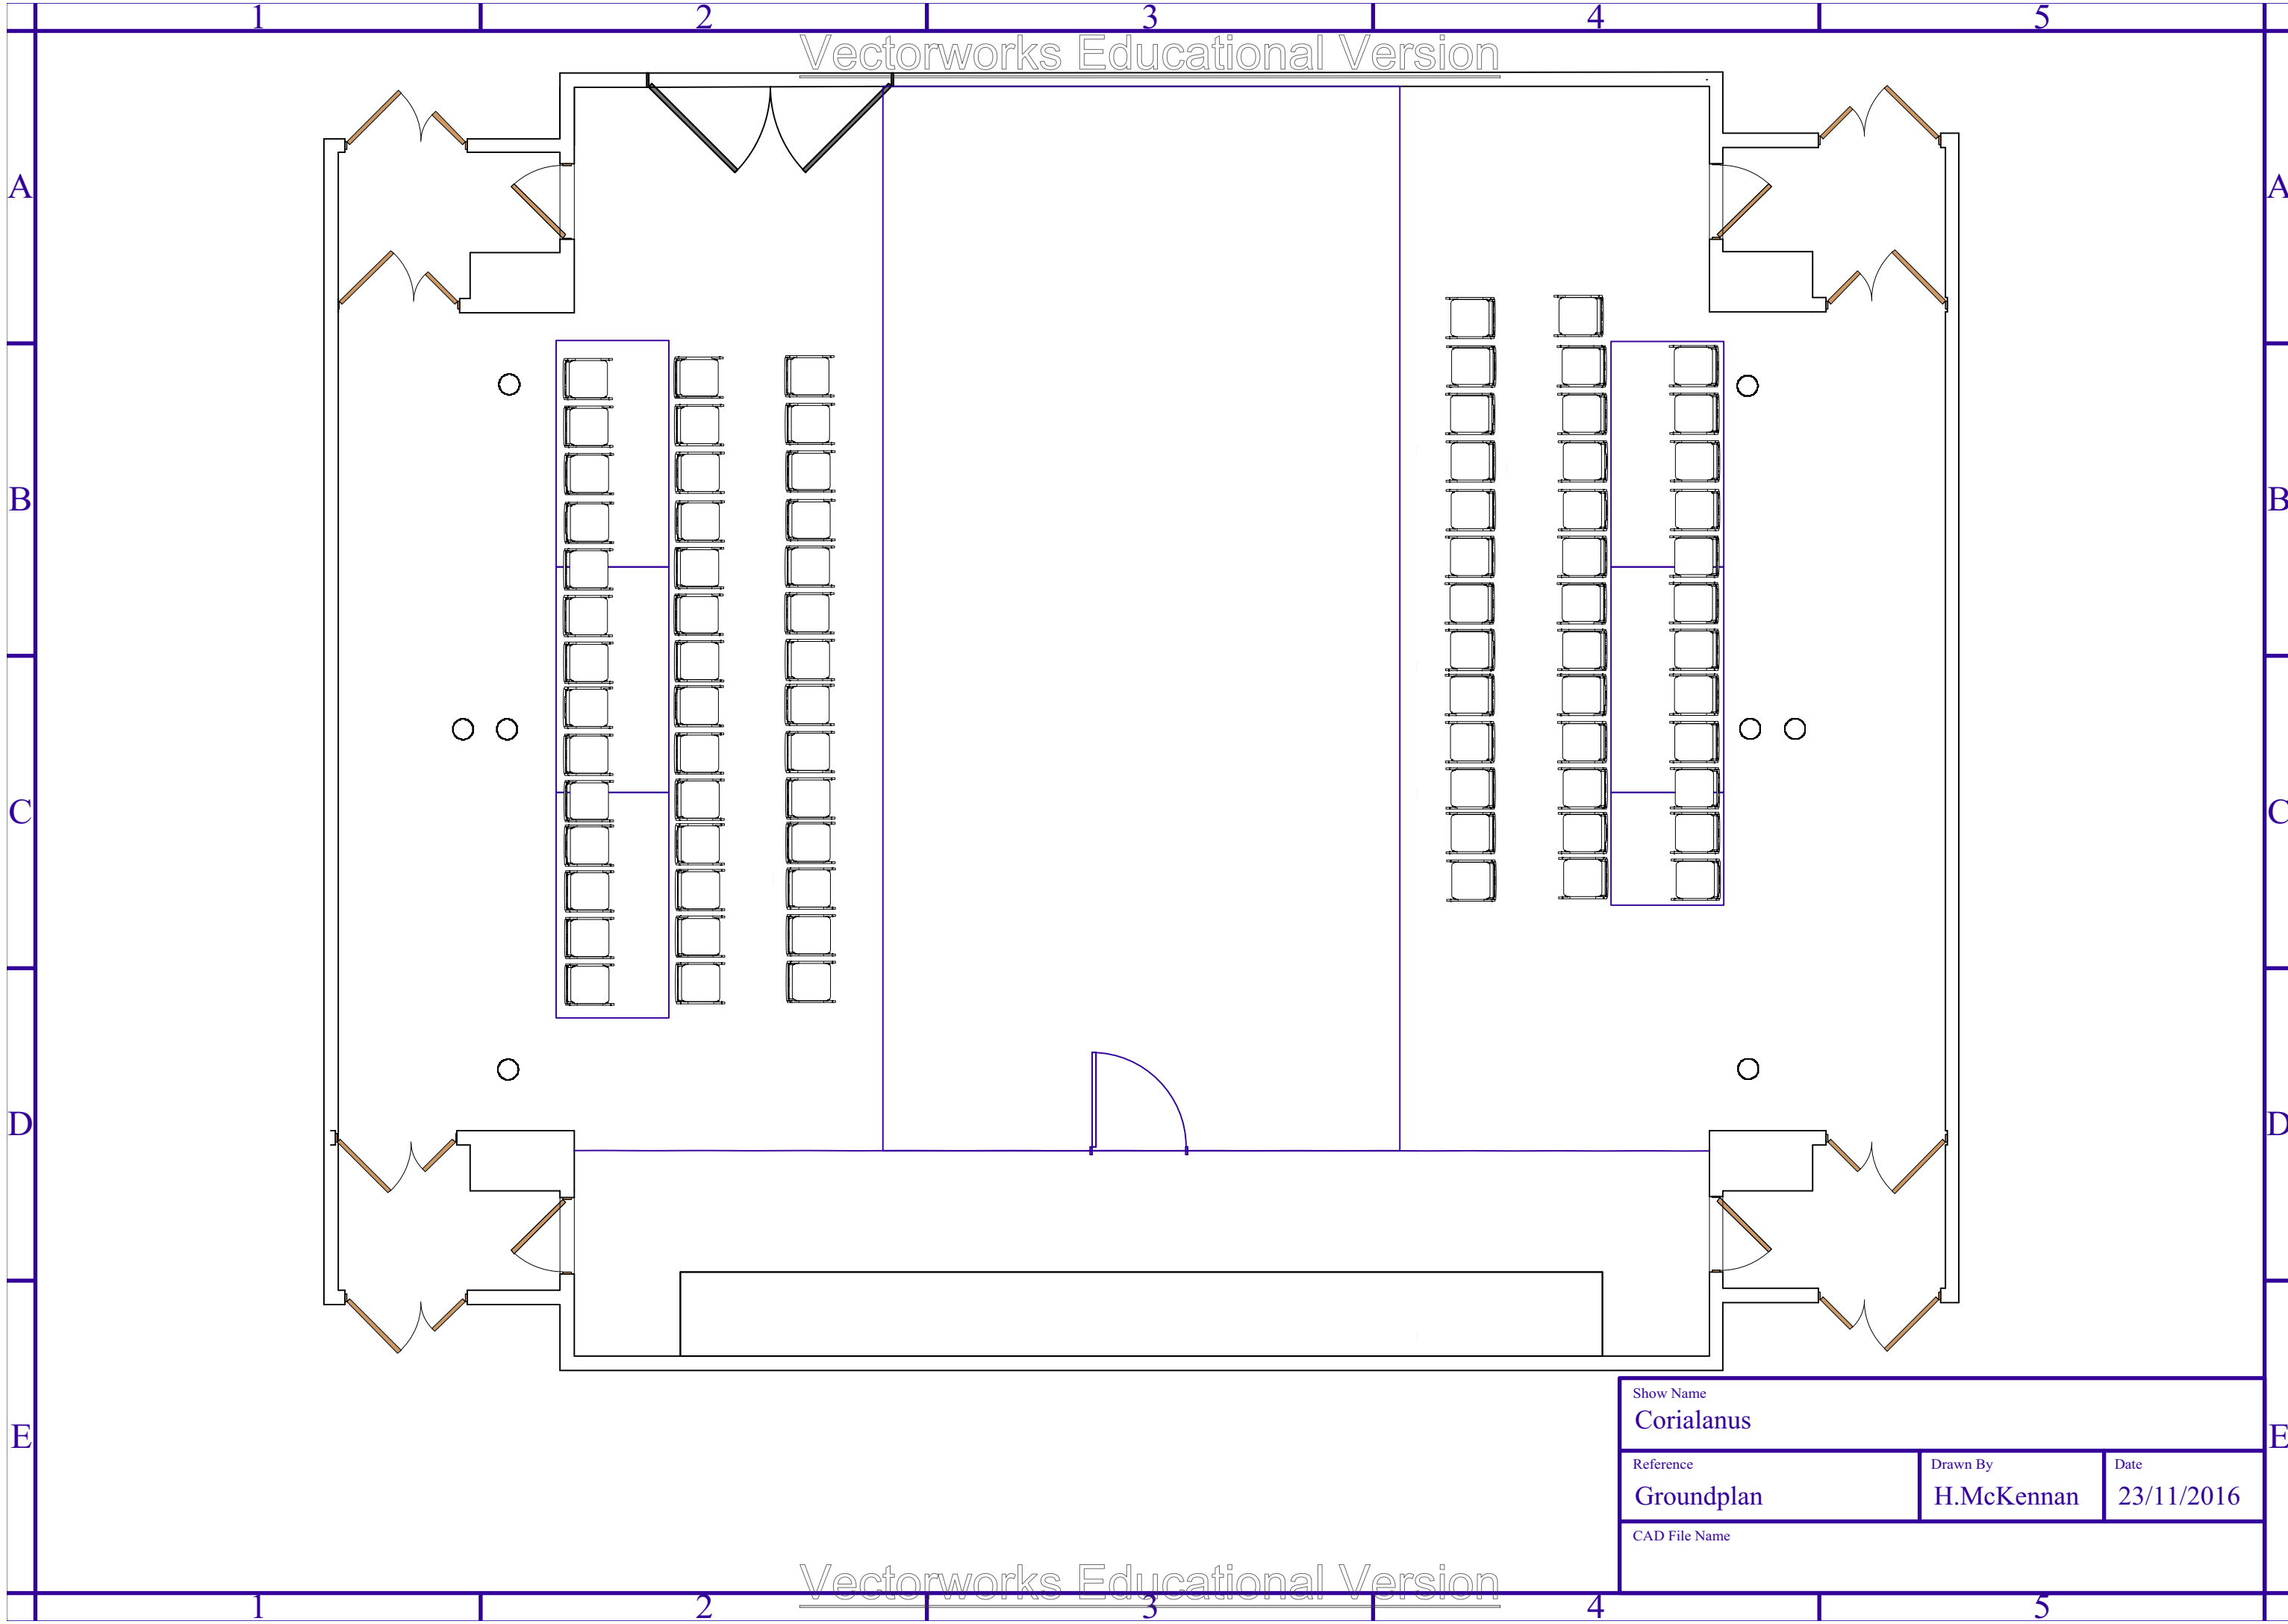 1 2 3 4 5
Vectorworks Educational Version
A A
B B
C C
D D
Show Name
Corialanus
E E
Reference Drawn By Date
Groundplan H.McKennan 23/11/2016
CAD File Name
Vectorworks Educational Version
1 2 3 4 5